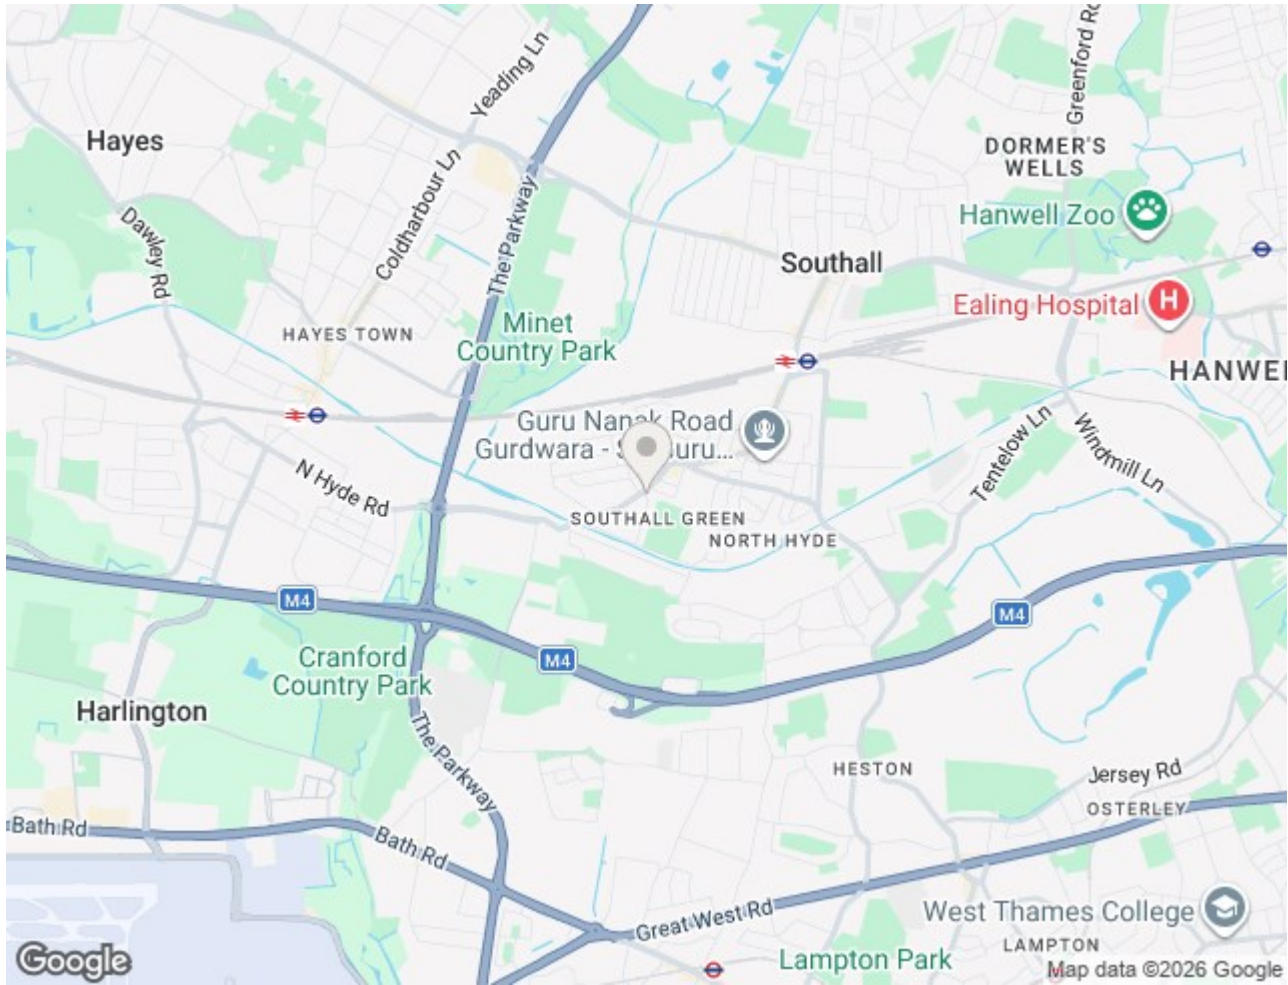 Yeading Ln
Greenford Ro
Hayes
DORMER'S
WELLS
Coldharbour Ln
The Parkway
Hanwell Zoo
Dawley Rd
Southall
Ealing Hospital
H
HAYES TOWN
Minet
Country Park
HANWE
Guru Nanak Road
Gurdwara - S
uru...
Tentelow Ln
Windmill Ln
N Hyde Rd
SOUTHALL GREEN
NORTH HYDE
M4
M4
M4
Cranford
Country Park
Harlington
The Parkway
HESTON
Jersey Rd
OSTERLEY
Bath Rd
Bath Rd
Great West Rd
West Thames College
LAMPTON
Lampton Park
Google
Map data ©2026 Google